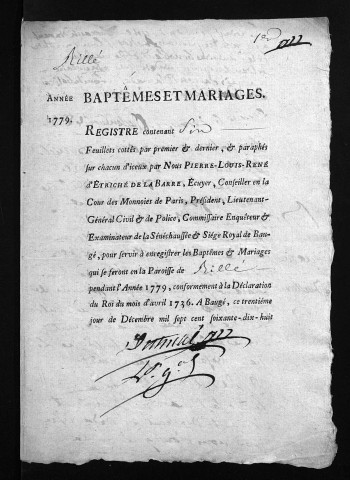 Rillé
1er
ANNÉE BAPTÊMES ET MARIAGES.
1779.
REGISTRE contenant Six
Feuillets cottés par premier & dernier, & paraphés
sur chacun d'iceux par Nous PIERRE-LOUIS-RENÉ
D'ÉTRICHÉ DE LA BARRE, Écuyer, Conseiller en la
Cour des Monnoies de Paris, Président, Lieutenant-
Général Civil & de Police, Commissaire Enquêteur &
Examinateur de la Sénéchaussée & Siége Royal de Bau-
gé, pour servir à enregistrer les Baptêmes & Mariages
qui se feront en la Paroisse de Rillé
pendant l'Année 1779, conformement à la Déclaration
du Roi du mois d'avril 1736. A Baugé, ce trentième
jour de Décembre mil sept cent soixante-dix-huit